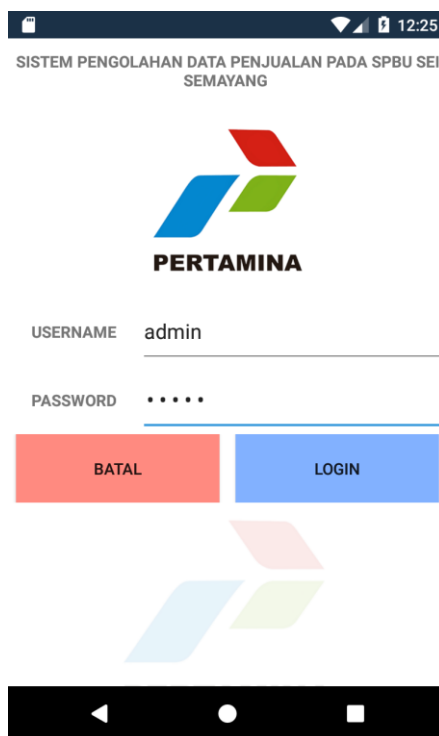 12:25
SISTEM PENGOLAHAN DATA PENJUALAN PADA SPBU SEI
SEMAYANG
PERTAMINA
USERNAME admin
PASSWORD •••••
BATAL LOGIN